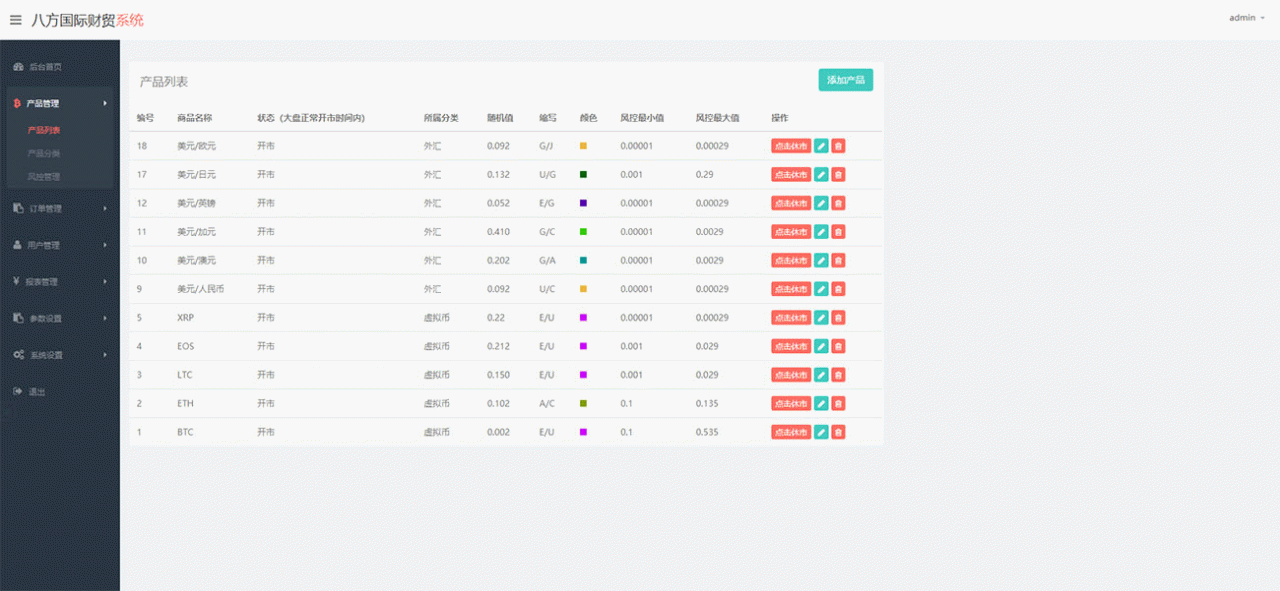 八方国际财贸系统
admin
后台首页
产品管理
产品列表
产品分类
风控管理
订单管理
用户管理
报表管理
参数设置
系统设置
退出
产品列表
添加产品
编号 商品名称 状态（大盘正常开市时间内） 所属分类 随机值 缩写 颜色 风控最小值 风控最大值 操作
18 美元/欧元 开市 外汇 0.092 G/J 0.00001 0.00029 点击休市
17 美元/日元 开市 外汇 0.132 U/G 0.001 0.29 点击休市
12 美元/英镑 开市 外汇 0.052 E/G 0.00001 0.00029 点击休市
11 美元/加元 开市 外汇 0.410 G/C 0.00001 0.0029 点击休市
10 美元/澳元 开市 外汇 0.202 G/A 0.00001 0.0029 点击休市
9 美元/人民币 开市 外汇 0.092 U/C 0.00001 0.00029 点击休市
5 XRP 开市 虚拟币 0.22 E/U 0.00001 0.00029 点击休市
4 EOS 开市 虚拟币 0.212 E/U 0.001 0.029 点击休市
3 LTC 开市 虚拟币 0.150 E/U 0.001 0.029 点击休市
2 ETH 开市 虚拟币 0.102 A/C 0.1 0.135 点击休市
1 BTC 开市 虚拟币 0.002 E/U 0.1 0.535 点击休市